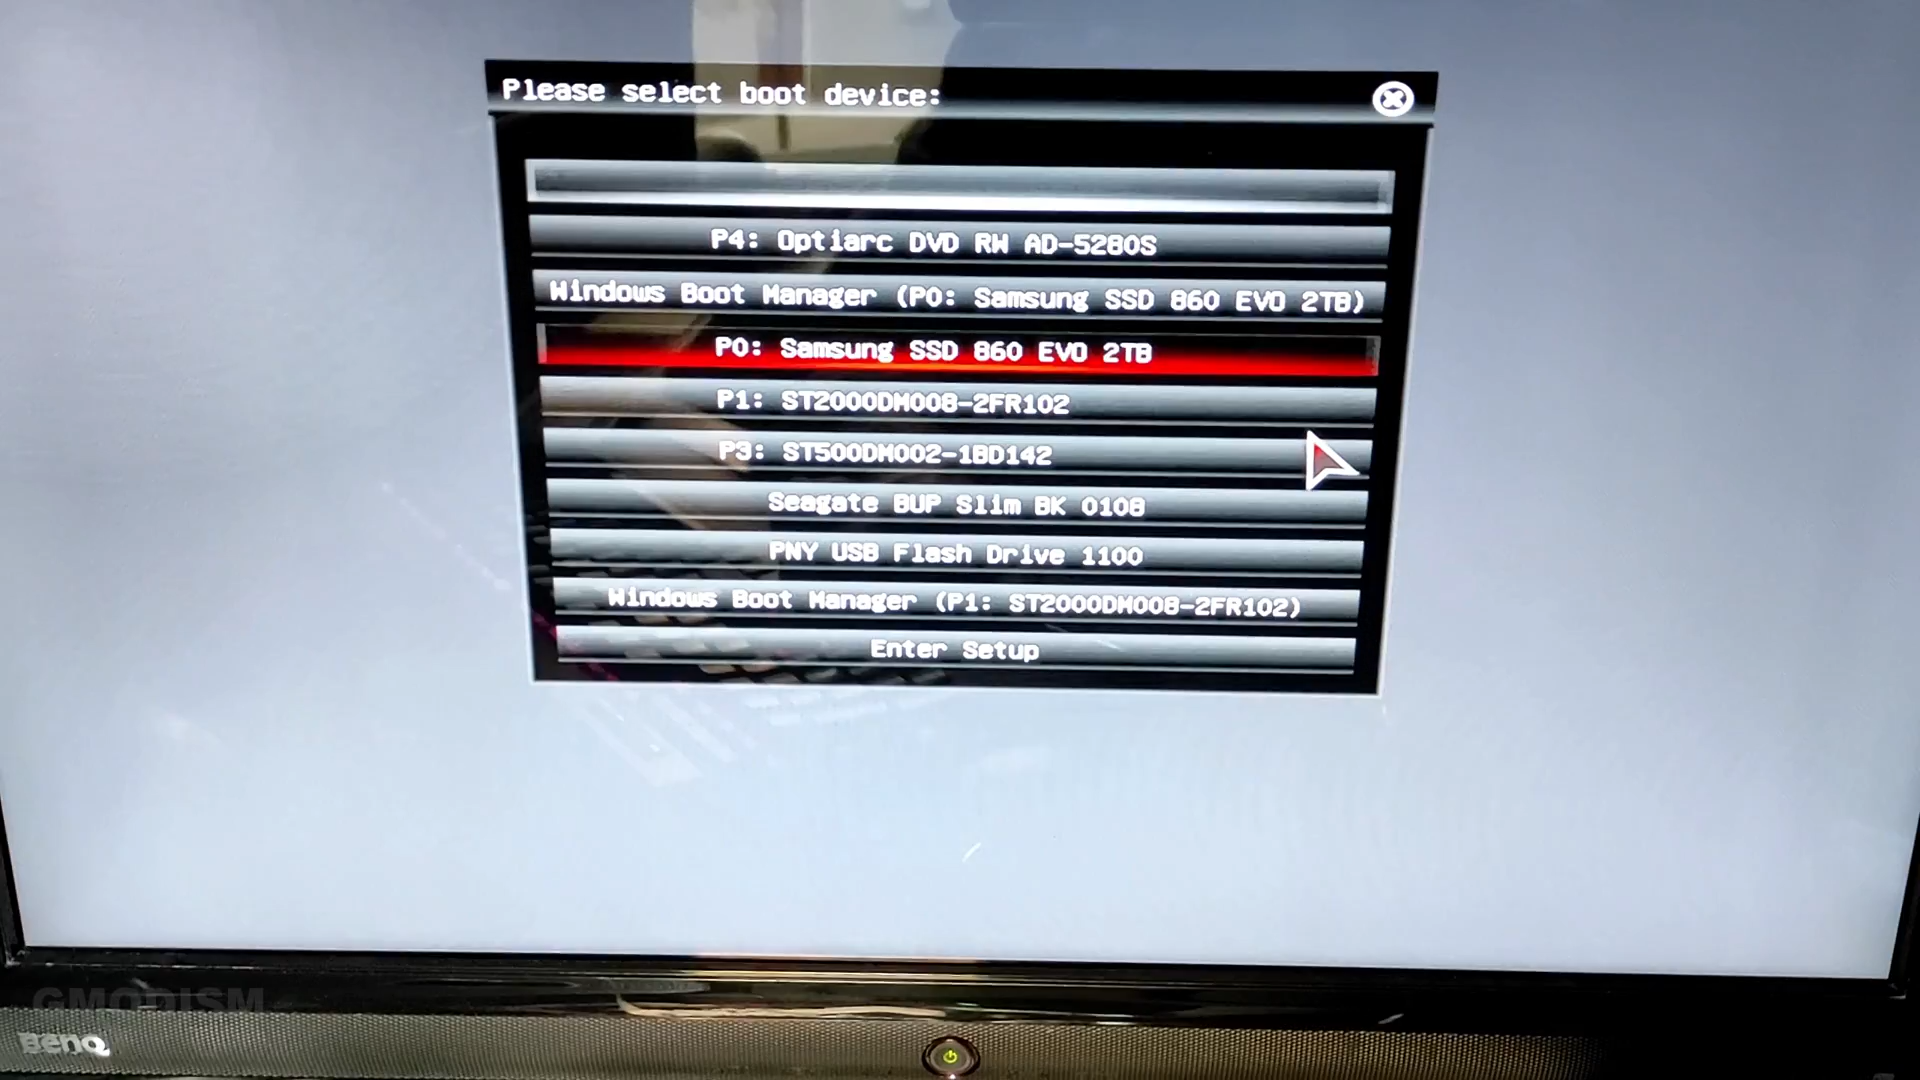 Please select boot device:
P4: Optiarc DVD RW AD-5280S
Windows Boot Manager (P0: Samsung SSD 860 EVO 2TB)
P0: Samsung SSD 860 EVO 2TB
P1: ST2000DM008-2FR102
P3: ST500DM002-1BD142
Seagate BUP Slim BK 0108
PNY USB Flash Drive 1100
Windows Boot Manager (P1: ST2000DM008-2FR102)
Enter Setup
GMODISM
BenQ